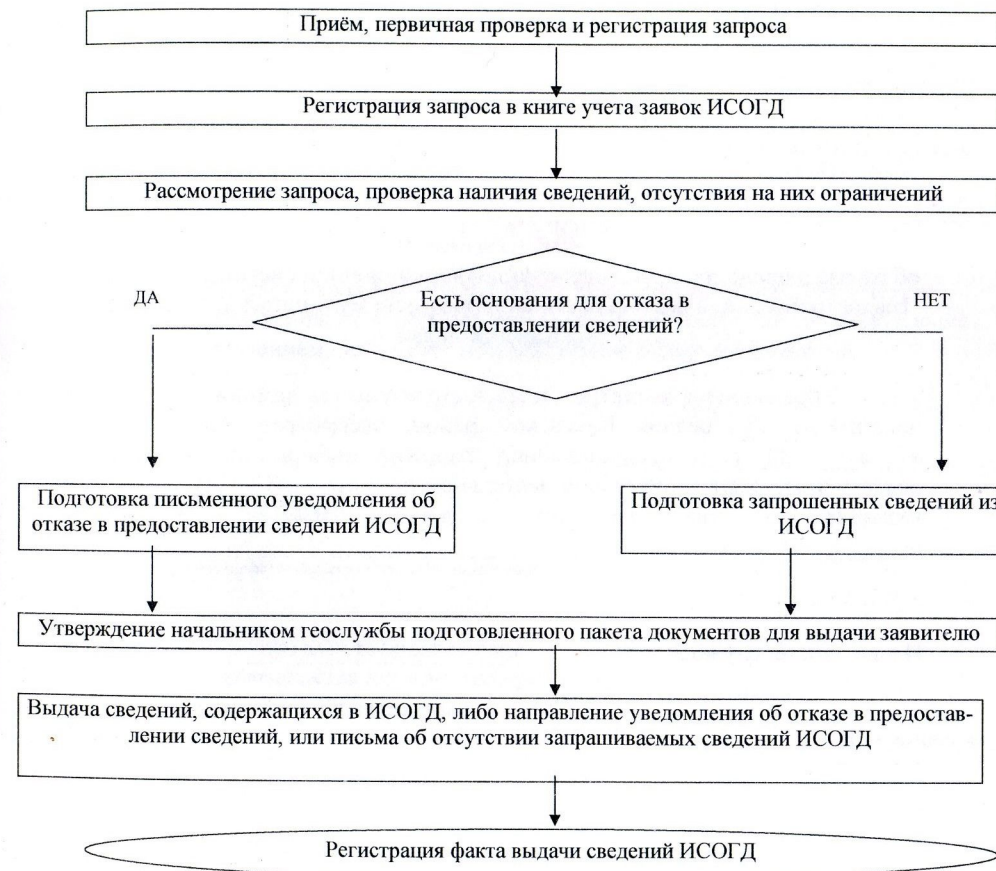 Приём, первичная проверка и регистрация запроса
Регистрация запроса в книге учета заявок ИСОГД
Рассмотрение запроса, проверка наличия сведений, отсутствия на них ограничений
ДА
Есть основания для отказа в
предоставлении сведений?
НЕТ
Подготовка письменного уведомления об
отказе в предоставлении сведений ИСОГД
Подготовка запрошенных сведений из
ИСОГД
Утверждение начальником геослужбы подготовленного пакета документов для выдачи заявителю
Выдача сведений, содержащихся в ИСОГД, либо направление уведомления об отказе в предостав-
лении сведений, или письма об отсутствии запрашиваемых сведений ИСОГД
Регистрация факта выдачи сведений ИСОГД